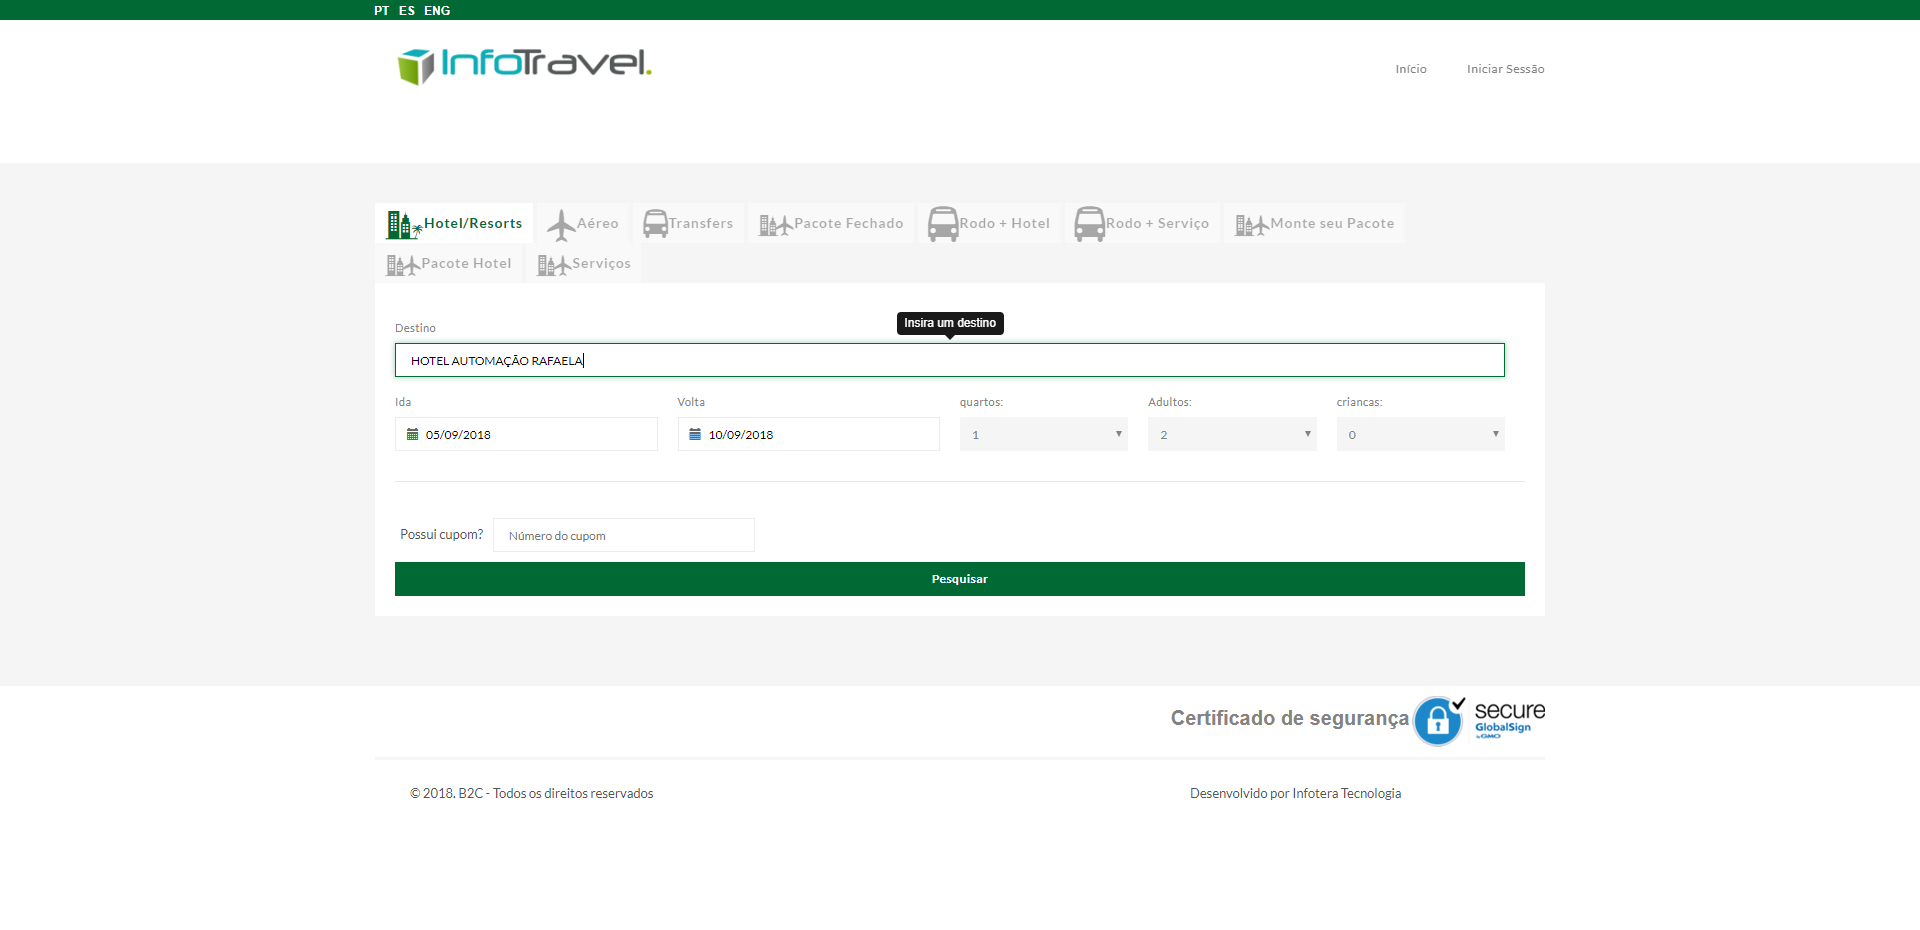 PT ES ENG
InfoTravel.
Início Iniciar Sessão
Hotel/Resorts Aéreo Transfers Pacote Fechado Rodo + Hotel Rodo + Serviço Monte seu Pacote
Pacote Hotel Serviços
Insira um destino
Destino
HOTEL AUTOMAÇÃO RAFAELA
Ida Volta quartos: Adultos: criancas:
05/09/2018 10/09/2018 1 2 0
Possui cupom? Número do cupom
Pesquisar
Certificado de segurança secure
GlobalSign
by GMO
© 2018. B2C - Todos os direitos reservados Desenvolvido por Infotera Tecnologia